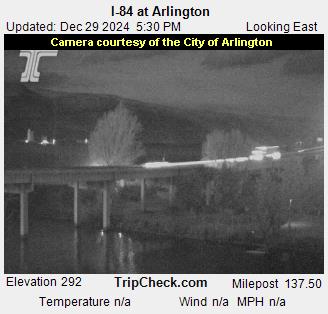 I-84 at Arlington
Updated: Dec 29 2024 5:30 PM Looking East
Camera courtesy of the City of Arlington
Elevation 292 TripCheck.com Milepost 137.50
Temperature n/a Wind n/a MPH n/a